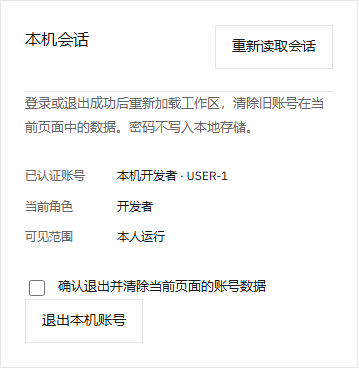 本机会话
重新读取会话
登录或退出成功后重新加载工作区，清除旧账号在当
前页面中的数据。密码不写入本地存储。
已认证账号 本机开发者 · USER-1
当前角色 开发者
可见范围 本人运行
确认退出并清除当前页面的账号数据
退出本机账号